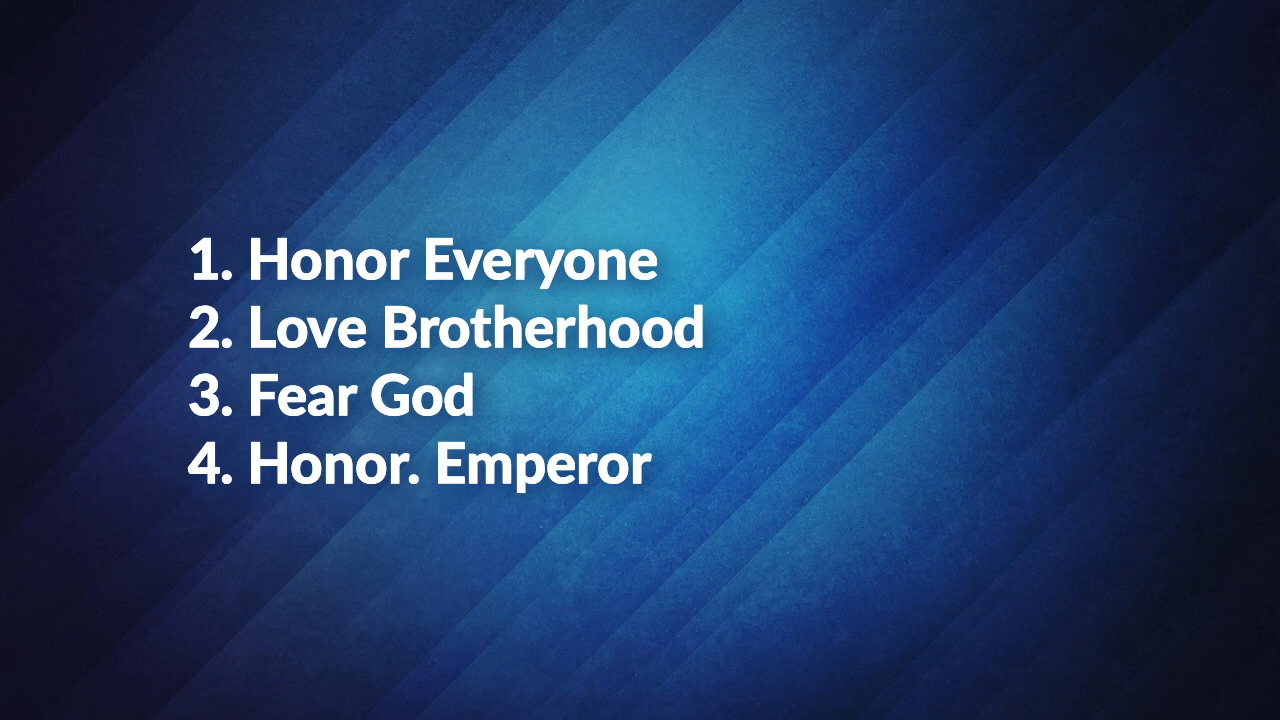 1. Honor Everyone
2. Love Brotherhood
3. Fear God
4. Honor. Emperor